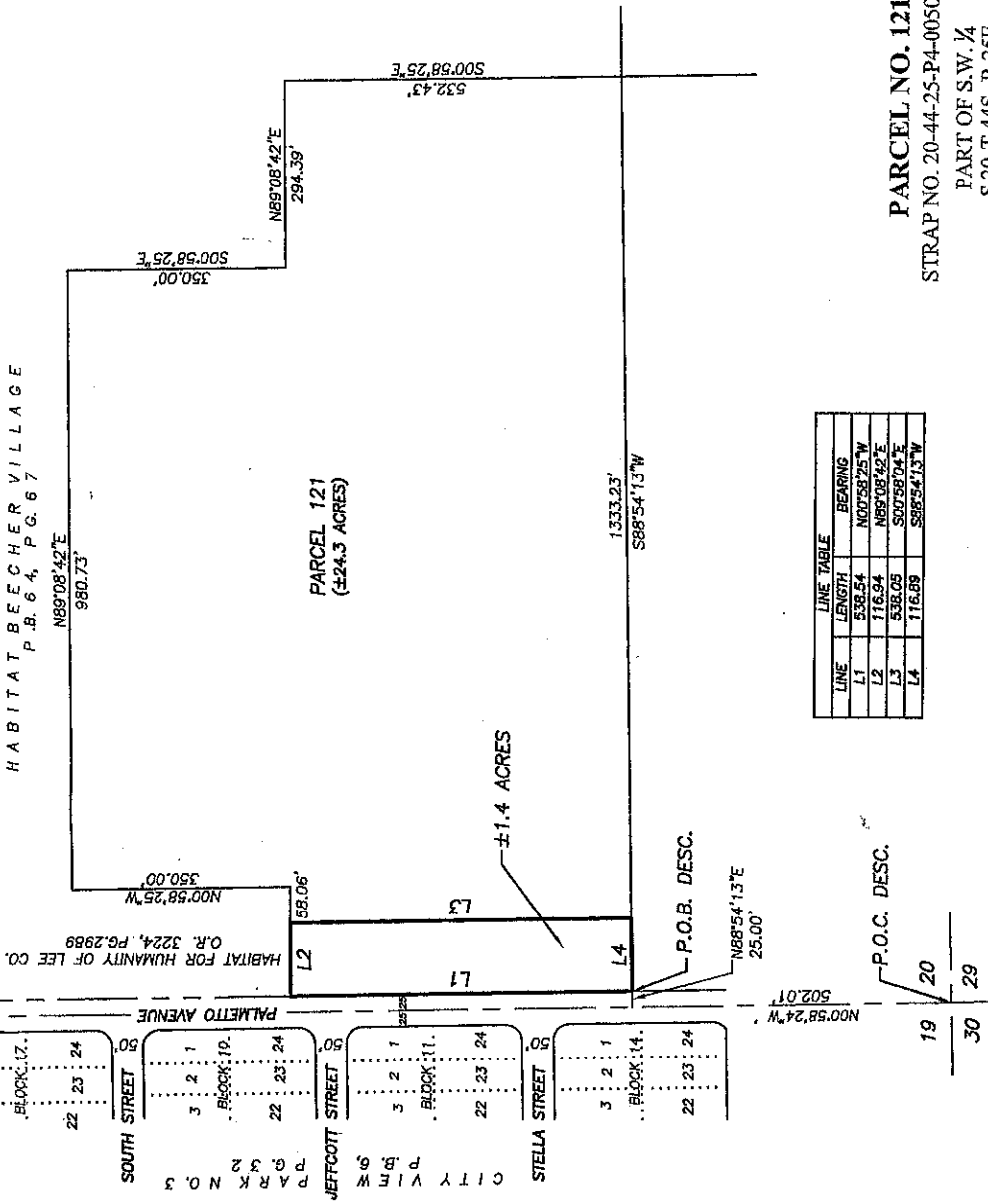 HABITAT BEECHER VILLAGE
P.B. 64, PG. 67
N89°08'42"E
980.73'
S00°58'25"E
350.00'
N89°08'42"E
294.39'
S00°58'25"E
532.43'
N00°58'25"W
350.00'
HABITAT FOR HUMANITY OF LEE CO.
O.R. 3224, PG.2989
58.06'
L2
L1
L3
L4
PARCEL 121
(±24.3 ACRES)
±1.4 ACRES
1333.23'
S88°54'13"W
P.O.B. DESC.
N88°54'13"E
25.00'
P.O.C. DESC.
N00°58'24"W
502.01'
19 20
30 29
PALMETTO AVENUE
25' 25'
BLOCK 17.
22 23 24
SOUTH STREET
50'
3 2 1
BLOCK 10.
22 23 24
JEFFCOTT STREET
50'
3 2 1
BLOCK 11.
22 23 24
STELLA STREET
50'
3 2 1
BLOCK 14.
22 23 24
CITY VIEW PARK NO. 3
P.B. 6, PG. 32
LINE TABLE
LINE LENGTH BEARING
L1 538.54 N00°58'25"W
L2 116.94 N89°08'42"E
L3 538.05 S00°58'04"E
L4 116.89 S88°54'13"W
PARCEL NO. 121
STRAP NO. 20-44-25-P4-0050
PART OF S.W. ¼